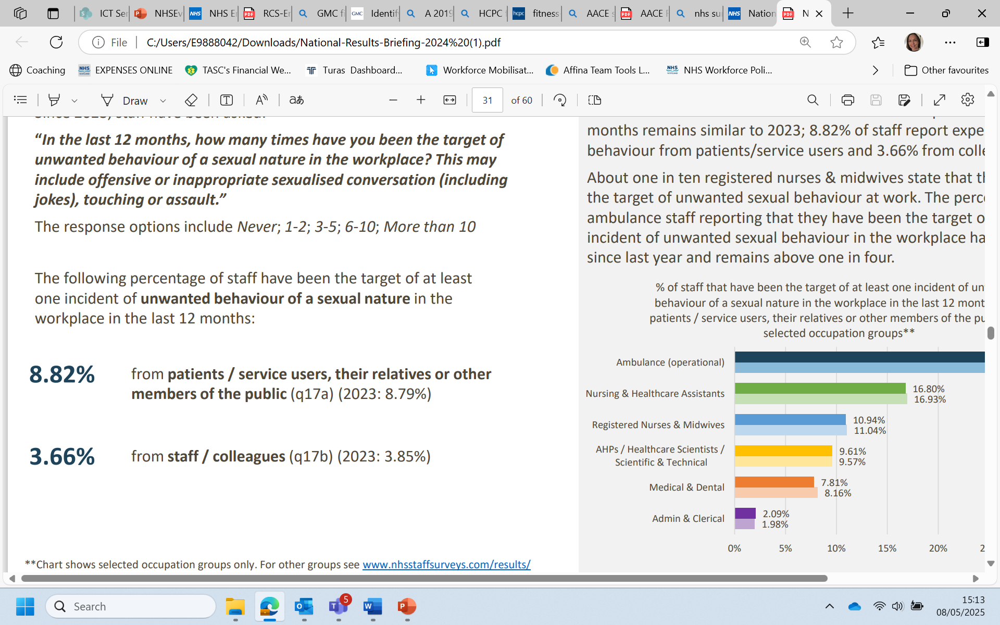 ICT Ser
NHSEv
NHS En
RCS-En
GMC fi
Identif
A 2019
HCPC
fitness
AACE s
AACE F
nhs sur
Nation
N
File
C:/Users/E9888042/Downloads/National-Results-Briefing-2024%20(1).pdf
Coaching
EXPENSES ONLINE
TASC's Financial We...
Turas Dashboard...
Workforce Mobilisat...
Affina Team Tools L...
NHS Workforce Poli...
Other favourites
Draw
31 of 60
“In the last 12 months, how many times have you been the target of
unwanted behaviour of a sexual nature in the workplace? This may
include offensive or inappropriate sexualised conversation (including
jokes), touching or assault.”
The response options include Never; 1-2; 3-5; 6-10; More than 10
The following percentage of staff have been the target of at least
one incident of unwanted behaviour of a sexual nature in the
workplace in the last 12 months:
8.82%
from patients / service users, their relatives or other
members of the public (q17a) (2023: 8.79%)
3.66%
from staff / colleagues (q17b) (2023: 3.85%)
**Chart shows selected occupation groups only. For other groups see www.nhsstaffsurveys.com/results/
months remains similar to 2023; 8.82% of staff report expe
behaviour from patients/service users and 3.66% from colle
About one in ten registered nurses & midwives state that th
the target of unwanted sexual behaviour at work. The perc
ambulance staff reporting that they have been the target o
incident of unwanted sexual behaviour in the workplace ha
since last year and remains above one in four.
% of staff that have been the target of at least one incident of un
behaviour of a sexual nature in the workplace in the last 12 mont
patients / service users, their relatives or other members of the pu
selected occupation groups**
Ambulance (operational)
Nursing & Healthcare Assistants
16.80%
16.93%
Registered Nurses & Midwives
10.94%
11.04%
AHPs / Healthcare Scientists /
Scientific & Technical
9.61%
9.57%
Medical & Dental
7.81%
8.16%
Admin & Clerical
2.09%
1.98%
0% 5% 10% 15% 20% 2
Search
5
15:13
08/05/2025